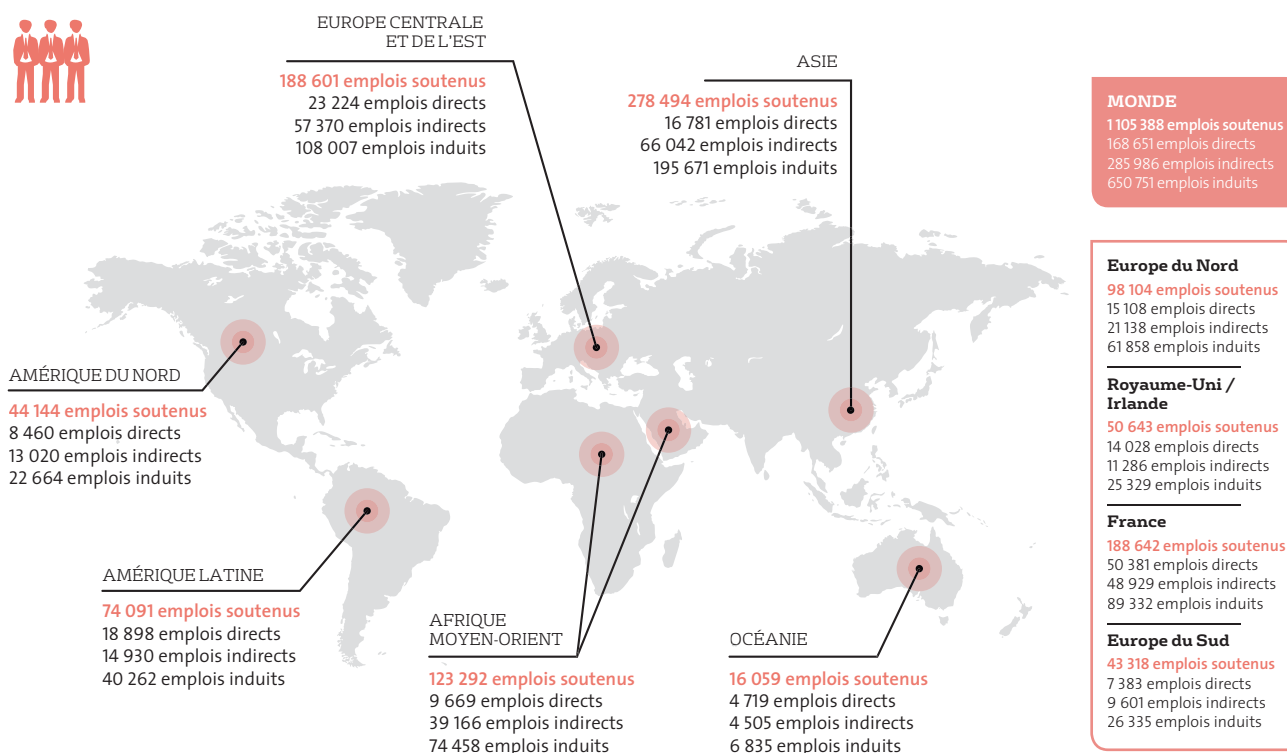 EUROPE CENTRALE
ET DE L'EST
188 601 emplois soutenus
23 224 emplois directs
57 370 emplois indirects
108 007 emplois induits
ASIE
278 494 emplois soutenus
16 781 emplois directs
66 042 emplois indirects
195 671 emplois induits
MONDE
1 105 388 emplois soutenus
168 651 emplois directs
285 986 emplois indirects
650 751 emplois induits
Europe du Nord
98 104 emplois soutenus
15 108 emplois directs
21 138 emplois indirects
61 858 emplois induits
Royaume-Uni /
Irlande
50 643 emplois soutenus
14 028 emplois directs
11 286 emplois indirects
25 329 emplois induits
France
188 642 emplois soutenus
50 381 emplois directs
48 929 emplois indirects
89 332 emplois induits
Europe du Sud
43 318 emplois soutenus
7 383 emplois directs
9 601 emplois indirects
26 335 emplois induits
AMÉRIQUE DU NORD
44 144 emplois soutenus
8 460 emplois directs
13 020 emplois indirects
22 664 emplois induits
AMÉRIQUE LATINE
74 091 emplois soutenus
18 898 emplois directs
14 930 emplois indirects
40 262 emplois induits
AFRIQUE
MOYEN-ORIENT
123 292 emplois soutenus
9 669 emplois directs
39 166 emplois indirects
74 458 emplois induits
OCÉANIE
16 059 emplois soutenus
4 719 emplois directs
4 505 emplois indirects
6 835 emplois induits